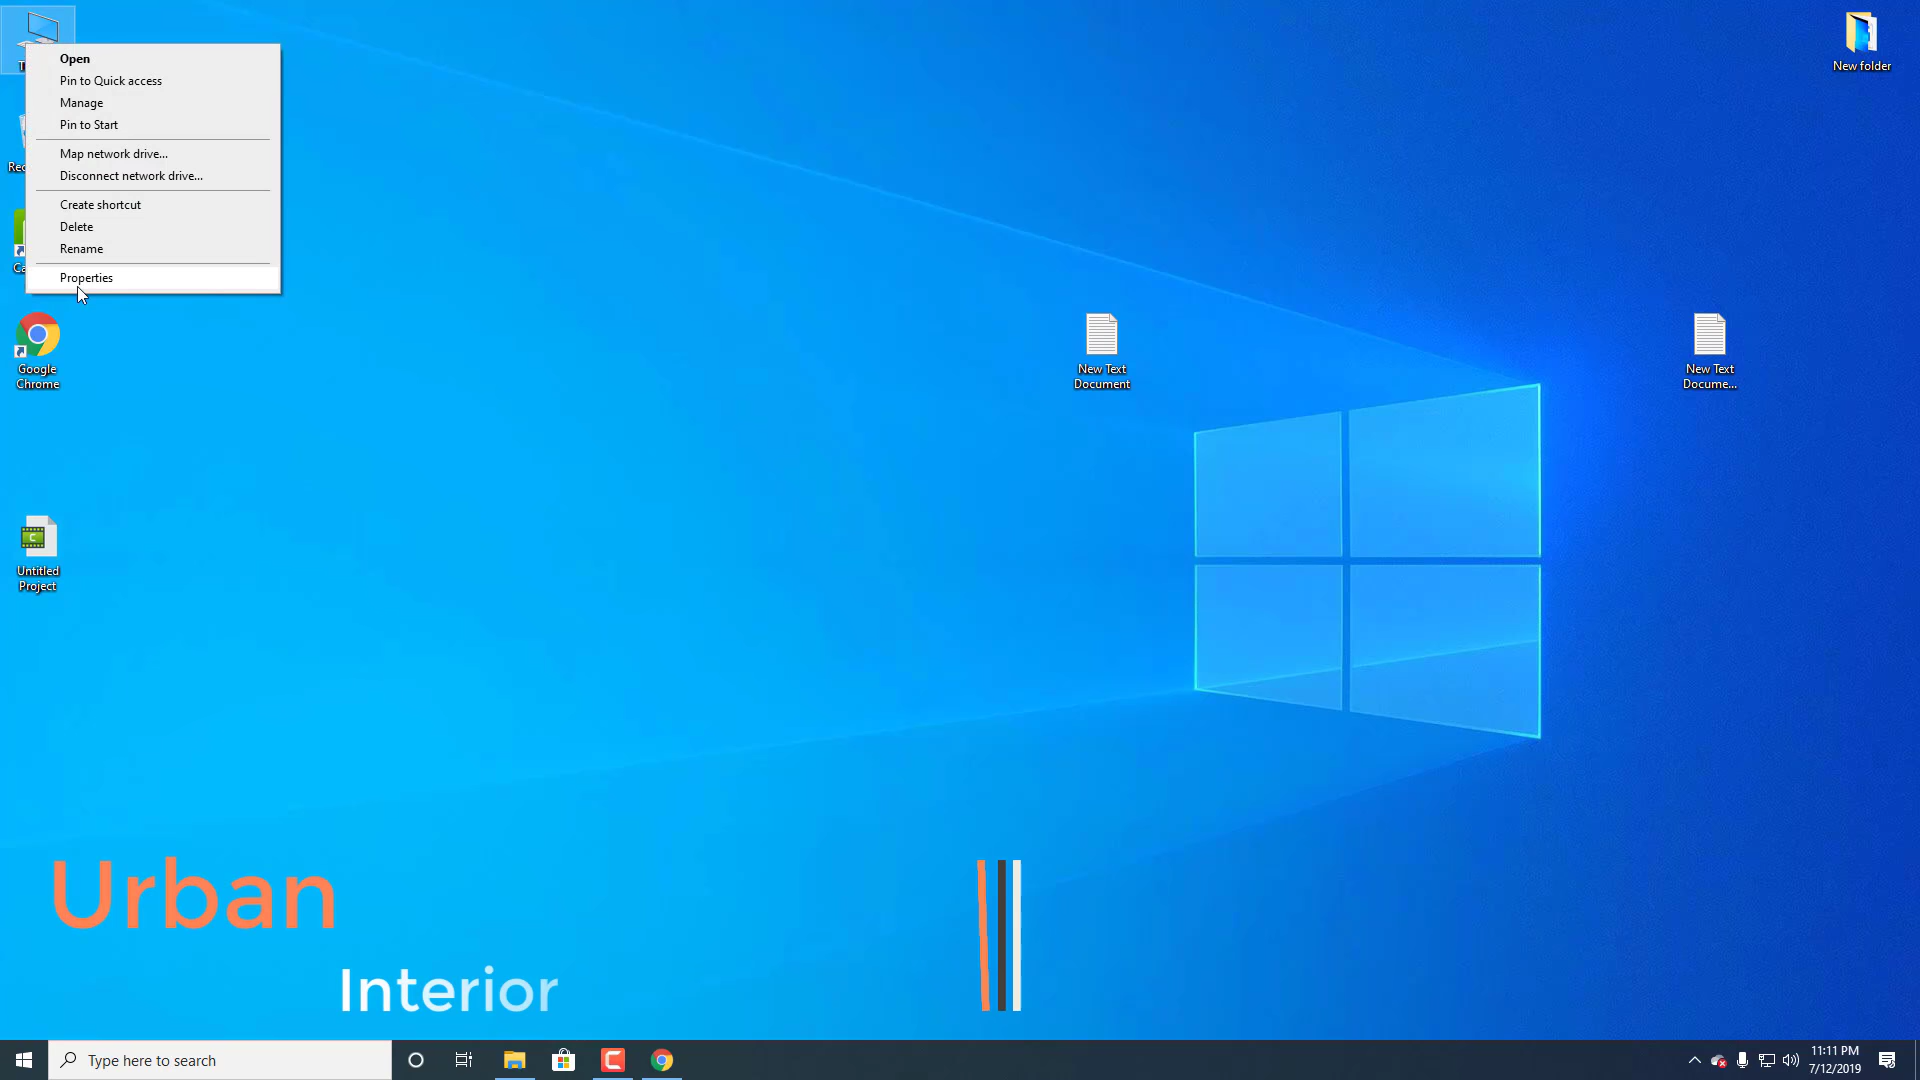 Open
Pin to Quick access
Manage
Pin to Start
Map network drive...
Disconnect network drive...
Create shortcut
Delete
Rename
Properties
New folder
Google
Chrome
New Text
Document
New Text
Docume...
C
Untitled
Project
Urban
Interior
Type here to search
11:11 PM
7/12/2019